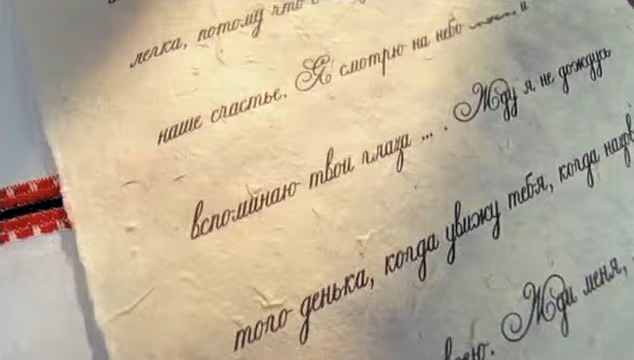 легка, потому что
наше счастье. Я смотрю на небо и
вспоминаю твои глаза ... . Жду я не дождусь
того денька, когда увижу тебя, когда
Жди меня,